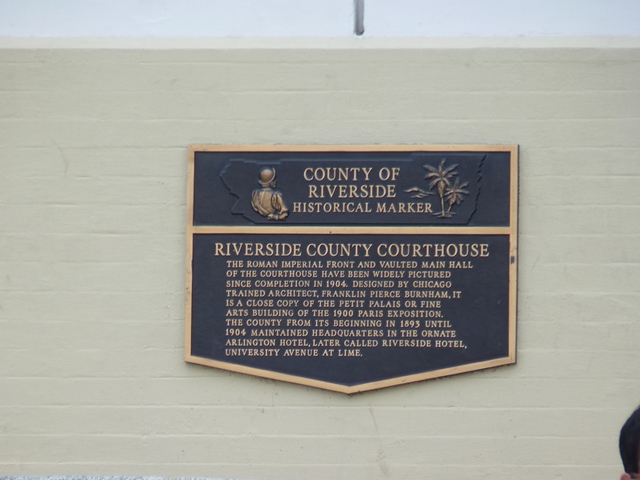 COUNTY OF
RIVERSIDE
HISTORICAL MARKER
RIVERSIDE COUNTY COURTHOUSE
THE ROMAN IMPERIAL FRONT AND VAULTED MAIN HALL
OF THE COURTHOUSE HAVE BEEN WIDELY PICTURED
SINCE COMPLETION IN 1904. DESIGNED BY CHICAGO
TRAINED ARCHITECT, FRANKLIN PIERCE BURNHAM, IT
IS A CLOSE COPY OF THE PETIT PALAIS OR FINE
ARTS BUILDING OF THE 1900 PARIS EXPOSITION.
THE COUNTY FROM ITS BEGINNING IN 1893 UNTIL
1904 MAINTAINED HEADQUARTERS IN THE ORNATE
ARLINGTON HOTEL, LATER CALLED RIVERSIDE HOTEL,
UNIVERSITY AVENUE AT LIME.